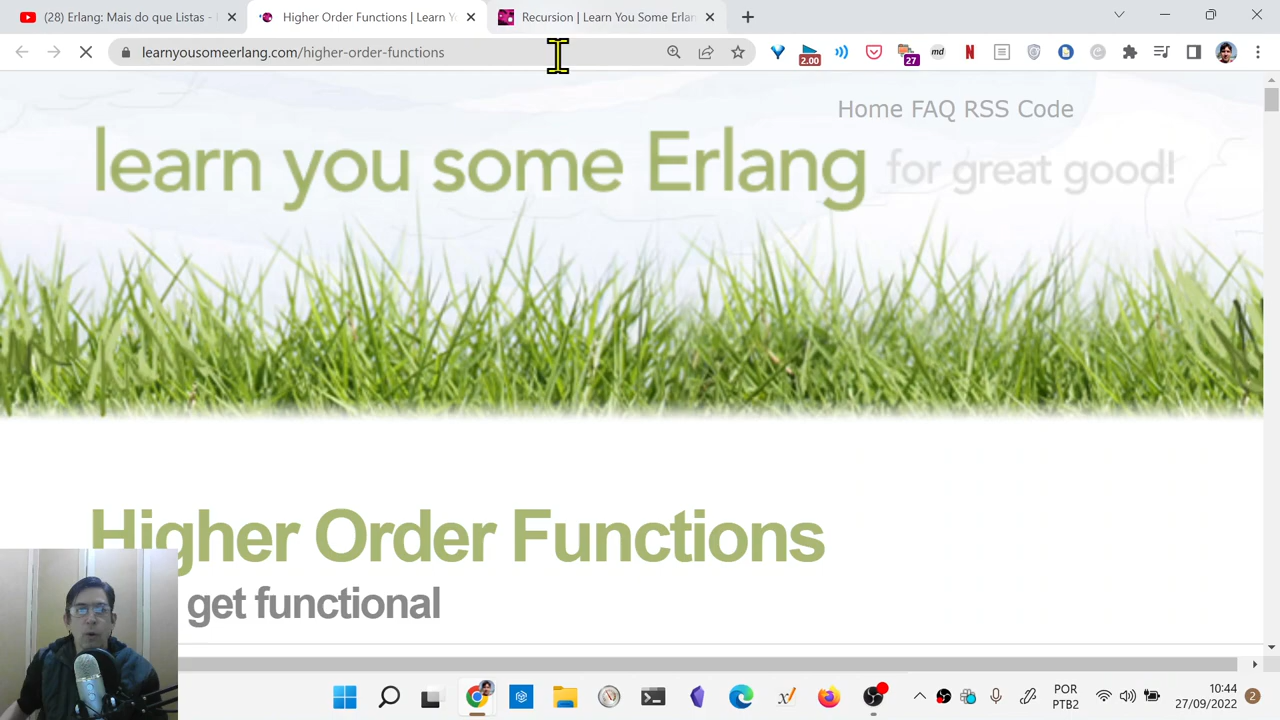 (28) Erlang: Mais do que Listas -
Higher Order Functions | Learn Yo
Recursion | Learn You Some Erlan
learnyousomeerlang.com/higher-order-functions
2.00
27
md
N
Home FAQ RSS Code
learn you some Erlang for great good!
Higher Order Functions
get functional
POR
PTB2
10:44
27/09/2022
2